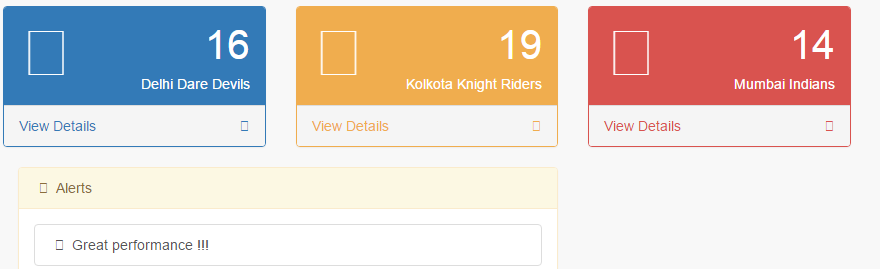 16
Delhi Dare Devils
View Details
19
Kolkota Knight Riders
View Details
14
Mumbai Indians
View Details
Alerts
Great performance !!!